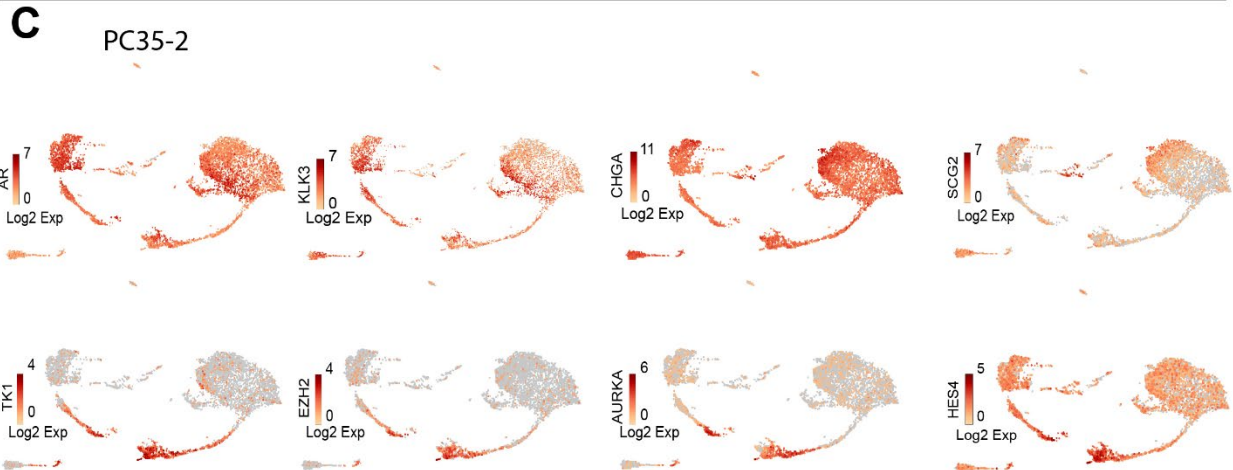 C
PC35-2
AR
7
0
Log2 Exp
KLK3
7
0
Log2 Exp
CHGA
11
0
Log2 Exp
SCG2
7
0
Log2 Exp
TK1
4
0
Log2 Exp
EZH2
4
0
Log2 Exp
AURKA
6
0
Log2 Exp
HES4
5
0
Log2 Exp